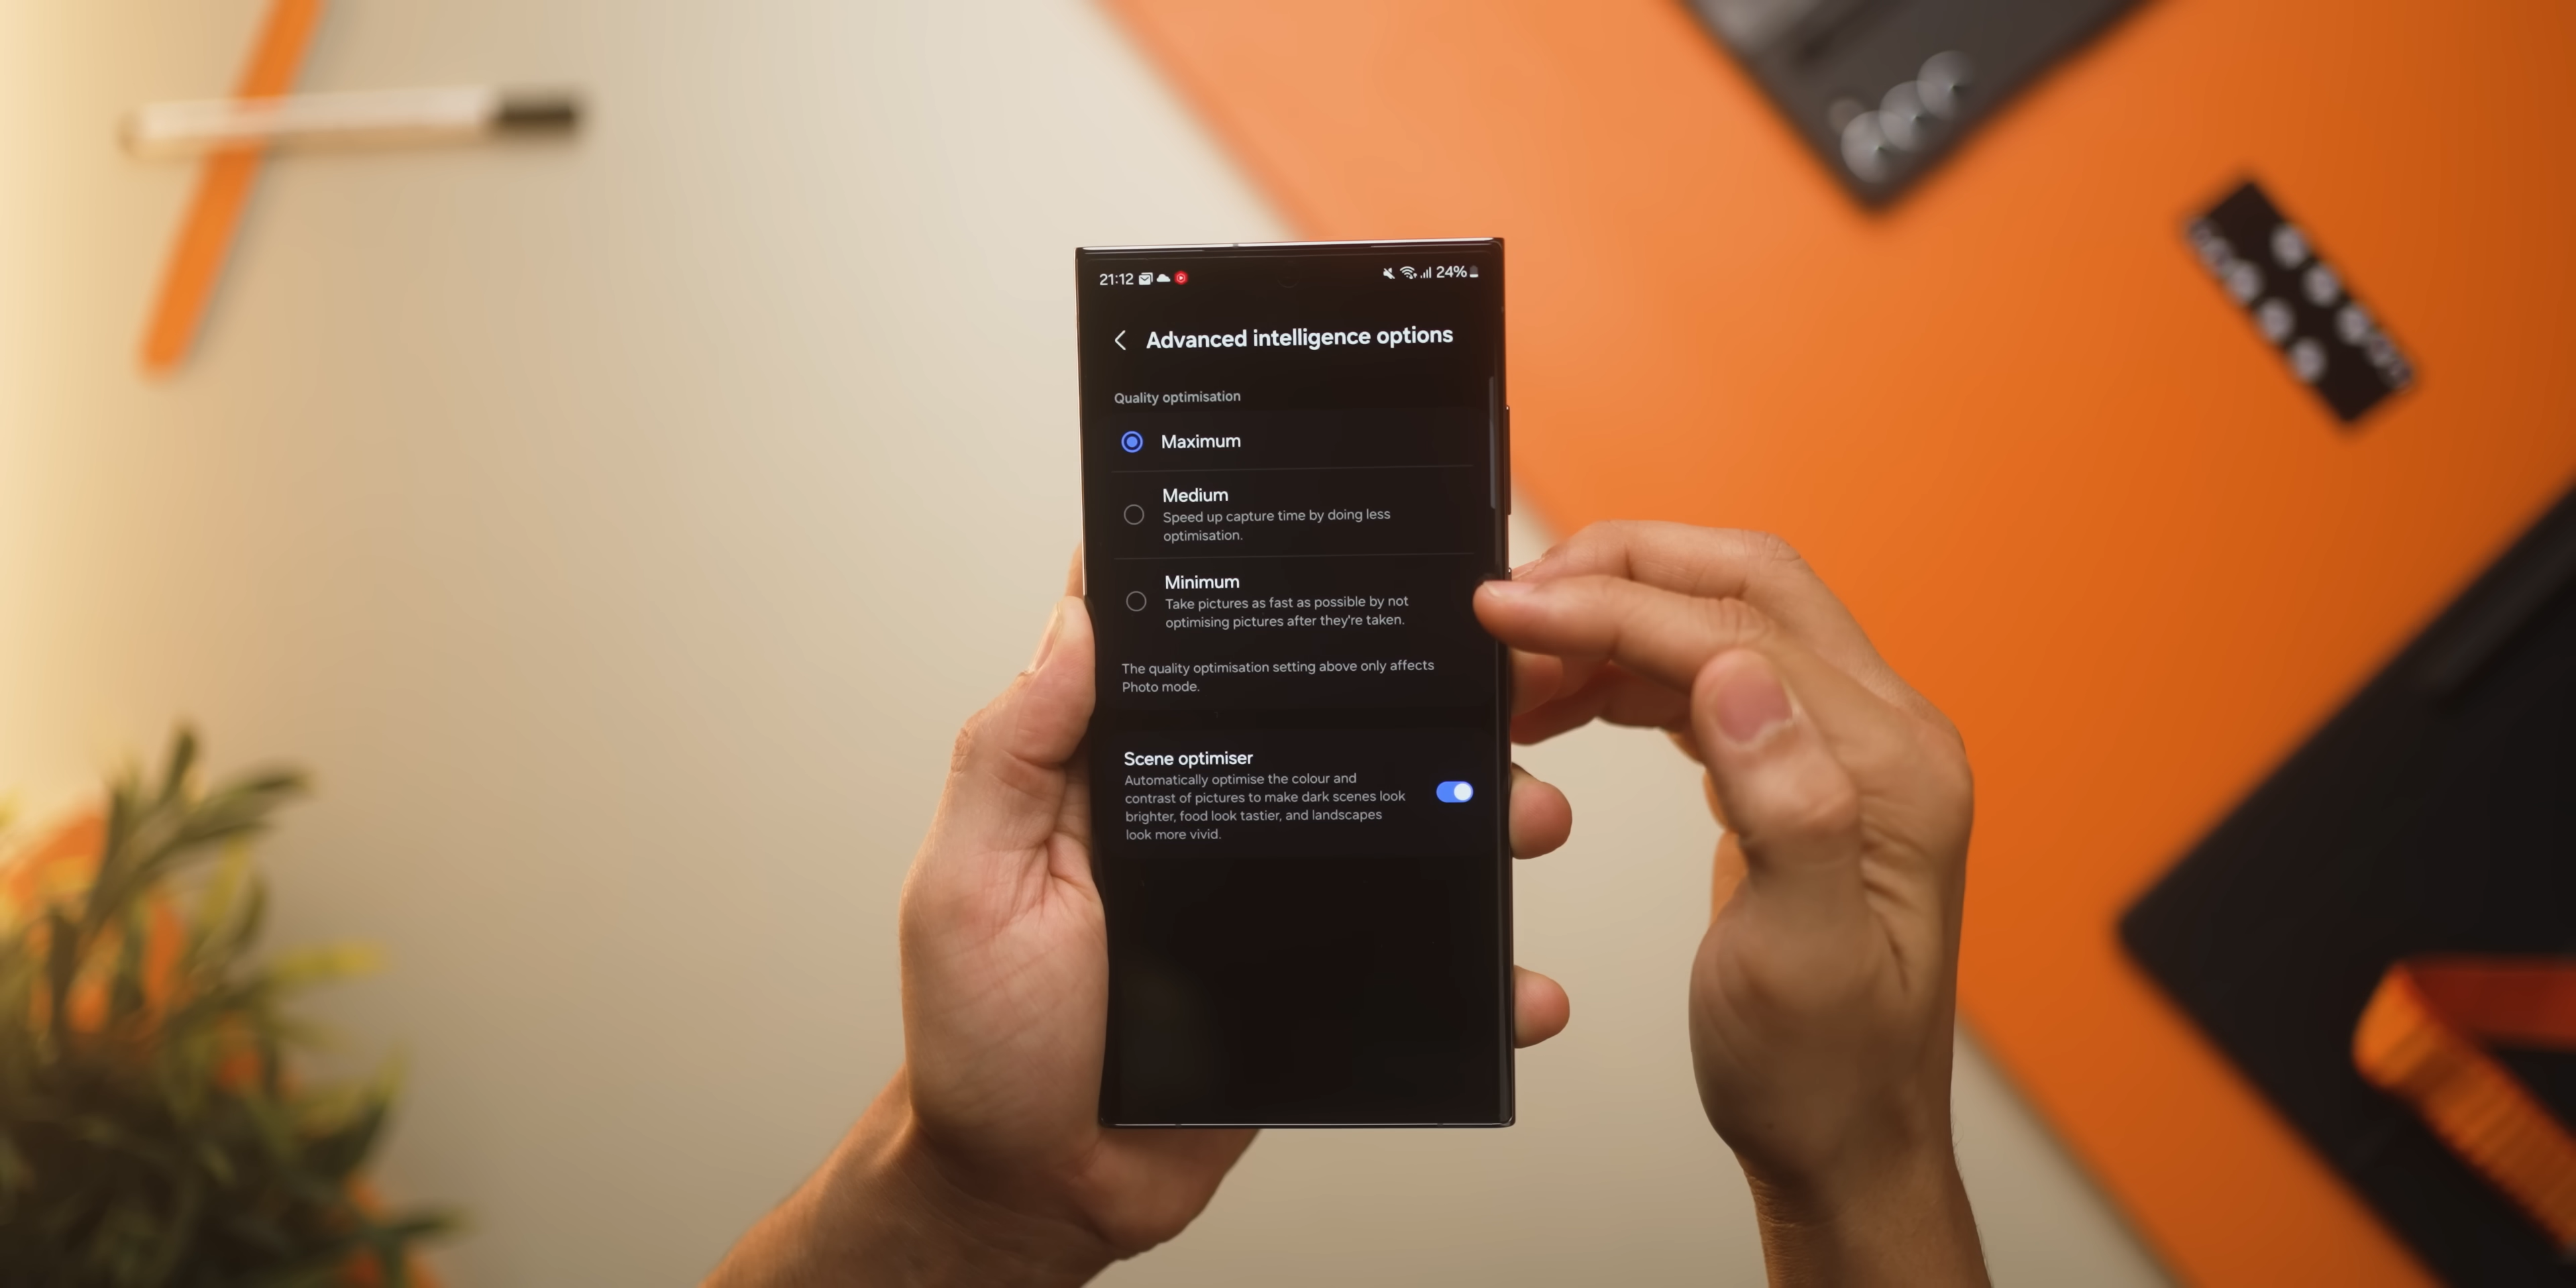 21:12 24%
Advanced intelligence options
Quality optimisation
Maximum
Medium
Speed up capture time by doing less
optimisation.
Minimum
Take pictures as fast as possible by not
optimising pictures after they're taken.
The quality optimisation setting above only affects
Photo mode.
Scene optimiser
Automatically optimise the colour and
contrast of pictures to make dark scenes look
brighter, food look tastier, and landscapes
look more vivid.